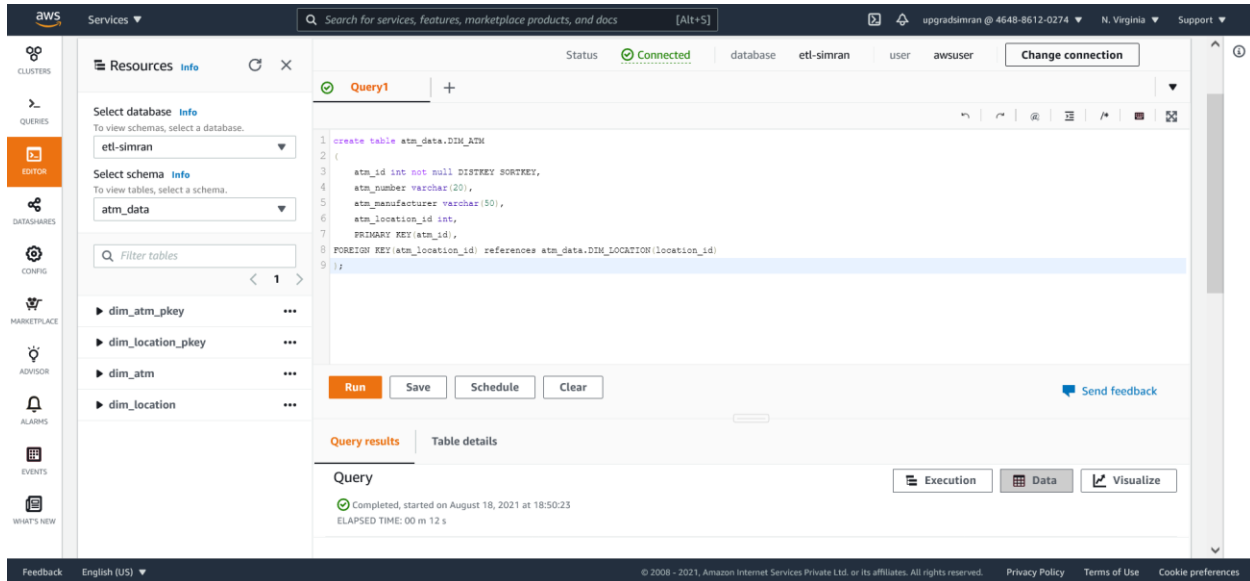 aws
Services ▼
Search for services, features, marketplace products, and docs [Alt+S]
upgradsimran @ 4648-8612-0274 ▼
N. Virginia ▼
Support ▼
CLUSTERS
QUERIES
EDITOR
DATASHARES
CONFIG
MARKETPLACE
ADVISOR
ALARMS
EVENTS
WHAT'S NEW
Resources Info
Select database Info
To view schemas, select a database.
etl-simran
Select schema Info
To view tables, select a schema.
atm_data
Filter tables
< 1 >
dim_atm_pkey
dim_location_pkey
dim_atm
dim_location
Status Connected database etl-simran user awsuser Change connection
Query1 +
1 create table atm_data.DIM_ATM
2 (
3 atm_id int not null DISTKEY SORTKEY,
4 atm_number varchar(20),
5 atm_manufacturer varchar(50),
6 atm_location_id int,
7 PRIMARY KEY(atm_id),
8 FOREIGN KEY(atm_location_id) references atm_data.DIM_LOCATION(location_id)
9 );
Run Save Schedule Clear
Send feedback
Query results Table details
Query
Execution Data Visualize
Completed, started on August 18, 2021 at 18:50:23
ELAPSED TIME: 00 m 12 s
Feedback English (US) ▼ © 2008 - 2021, Amazon Internet Services Private Ltd. or its affiliates. All rights reserved. Privacy Policy Terms of Use Cookie preferences